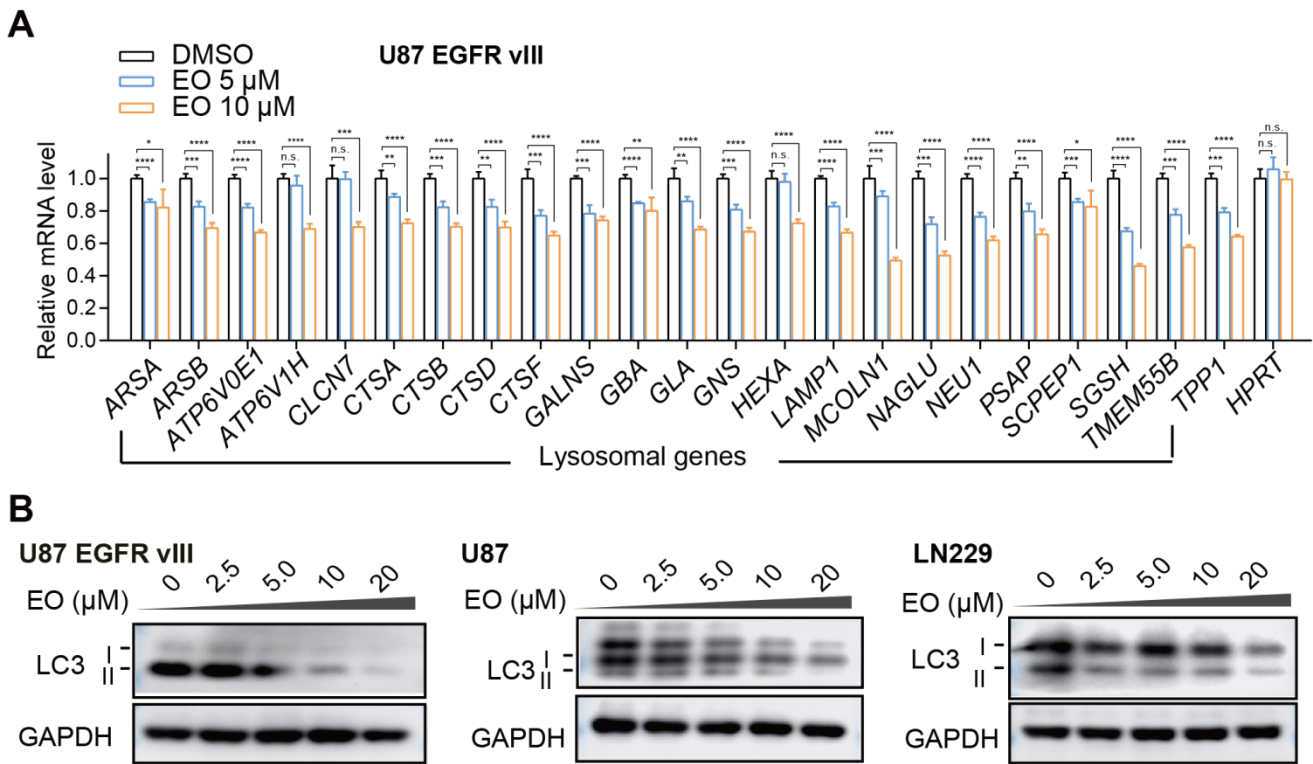 A
DMSO
EO 5 µM
EO 10 µM
U87 EGFR vIII
Relative mRNA level
1.0
0.8
0.6
0.4
0.2
0.0
* **** **** *** **** **** **** n.s. *** n.s. **** ** **** *** **** ** **** *** **** *** ** **** **** ** **** *** **** n.s. **** **** **** *** **** *** **** **** **** ** * *** **** **** **** *** **** *** n.s. n.s.
ARSA ARSB ATP6V0E1 ATP6V1H CLCN7 CTSA CTSB CTSD CTSF GALNS GBA GLA GNS HEXA LAMP1 MCOLN1 NAGLU NEU1 PSAP SCPEP1 SGSH TMEM55B TPP1 HPRT
Lysosomal genes
B
U87 EGFR vIII
EO (µM) 0 2.5 5.0 10 20
LC3 I II
GAPDH
U87
EO (µM) 0 2.5 5.0 10 20
LC3 I II
GAPDH
LN229
EO (µM) 0 2.5 5.0 10 20
LC3 I II
GAPDH